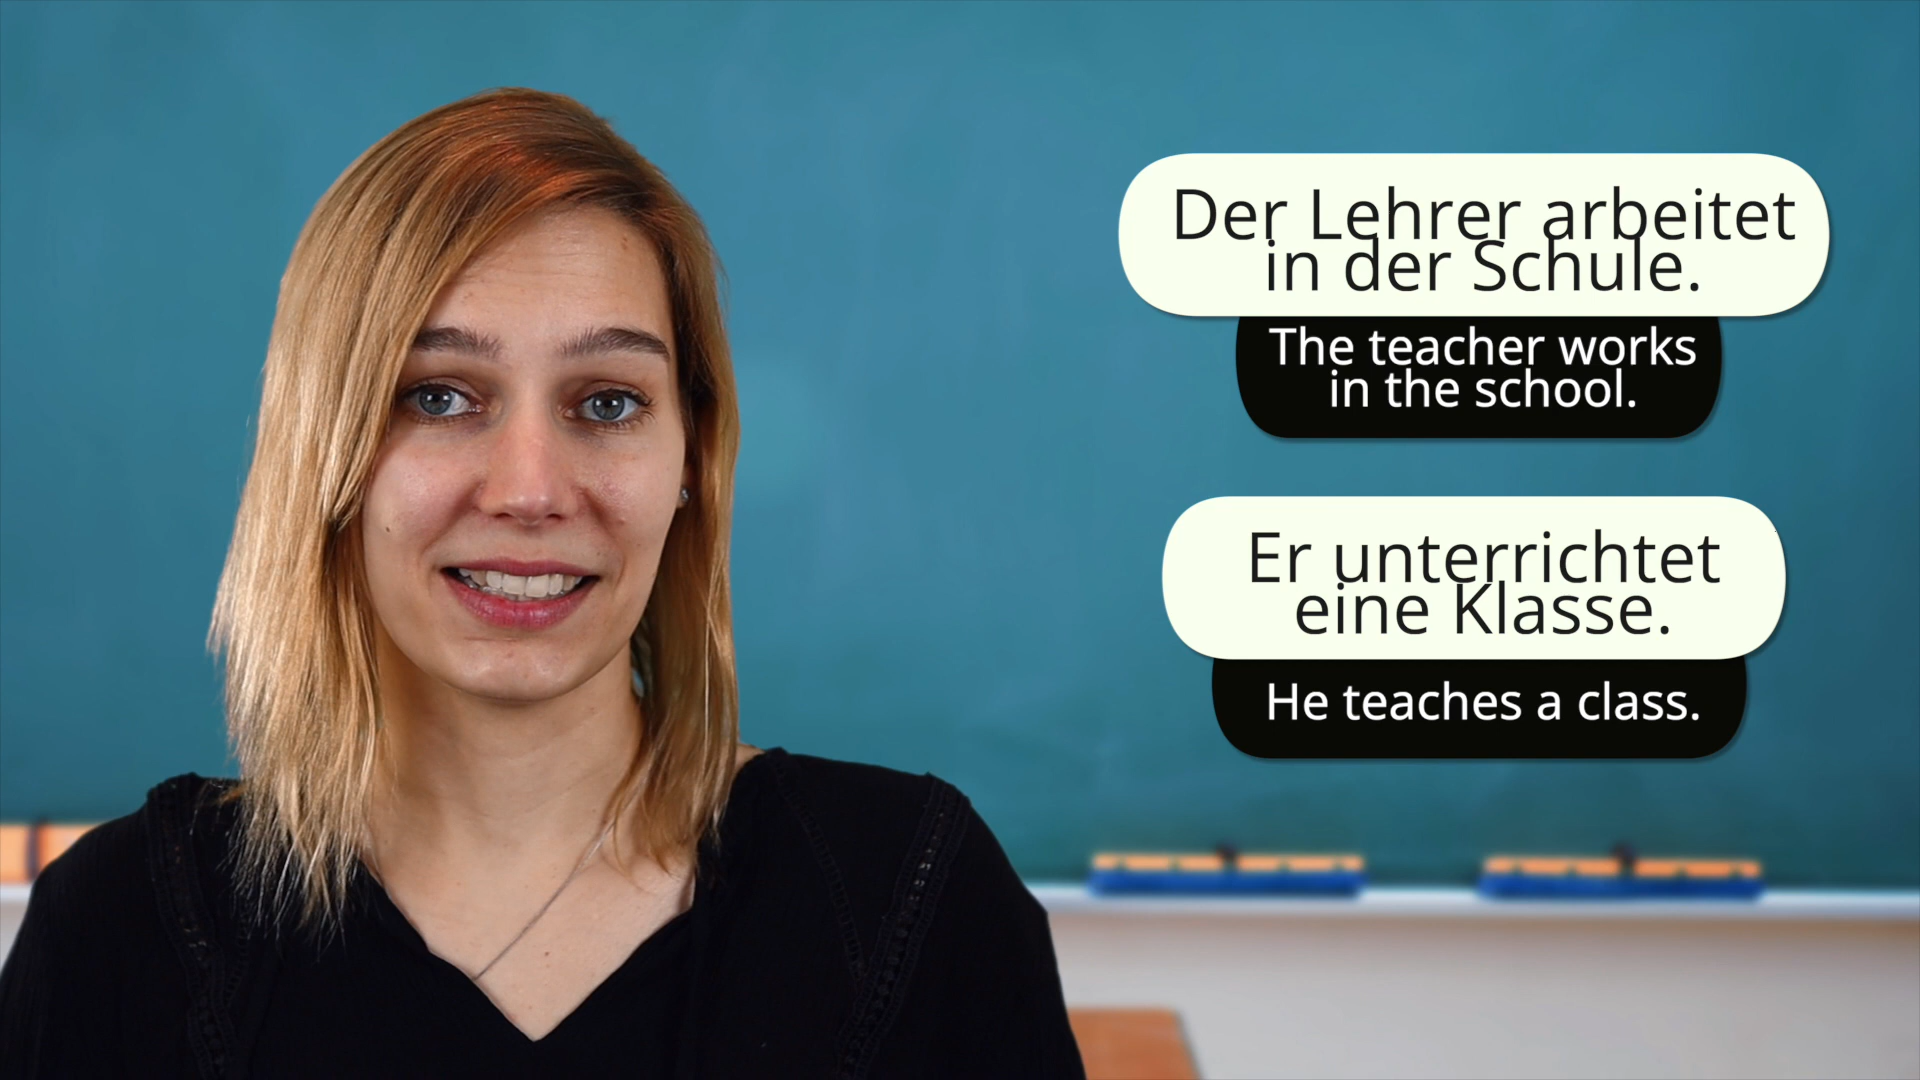 Der Lehrer arbeitet
in der Schule.
The teacher works
in the school.
Er unterrichtet
eine Klasse.
He teaches a class.